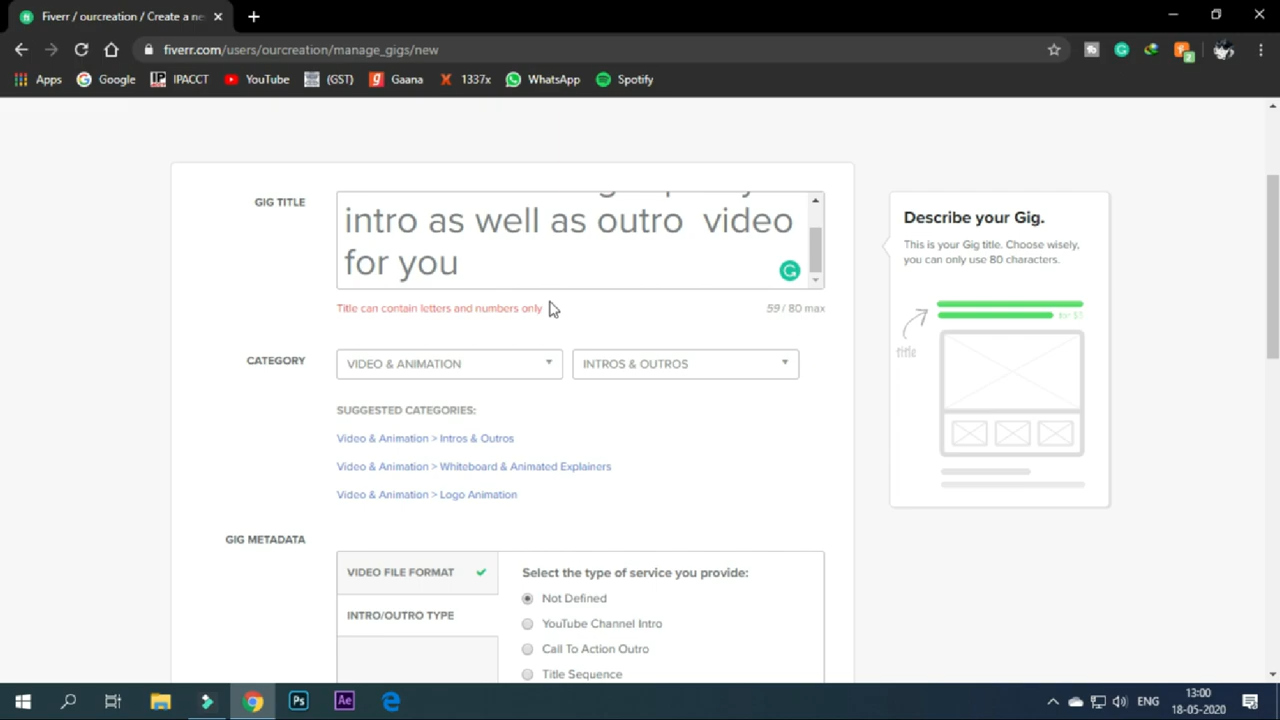 Fiverr / ourcreation / Create a ne
fiverr.com/users/ourcreation/manage_gigs/new
Apps Google IPACCT YouTube (GST) Gaana 1337x WhatsApp Spotify
GIG TITLE
intro as well as outro video
for you
Title can contain letters and numbers only
59 / 80 max
CATEGORY
VIDEO & ANIMATION
INTROS & OUTROS
SUGGESTED CATEGORIES:
Video & Animation > Intros & Outros
Video & Animation > Whiteboard & Animated Explainers
Video & Animation > Logo Animation
GIG METADATA
VIDEO FILE FORMAT
INTRO/OUTRO TYPE
Select the type of service you provide:
Not Defined
YouTube Channel Intro
Call To Action Outro
Title Sequence
Describe your Gig.
This is your Gig title. Choose wisely,
you can only use 80 characters.
for $5
title
2
Ps
Ae
ENG
13:00
18-05-2020